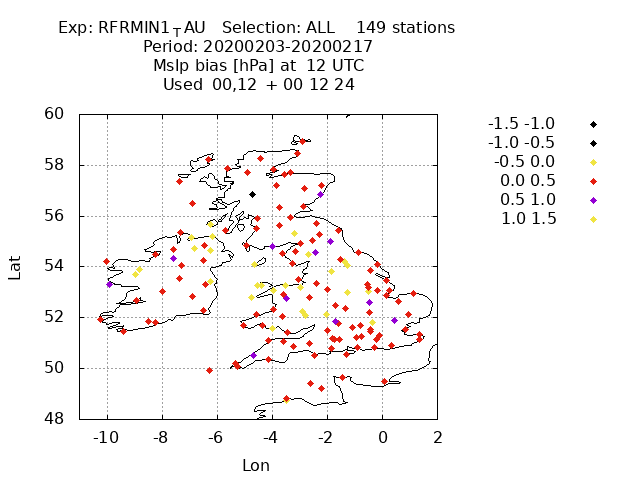 Exp: RFRMIN1TAU Selection: ALL 149 stations
Period: 20200203-20200217
Mslp bias [hPa] at 12 UTC
Used 00,12 + 00 12 24
60
58
56
54
52
50
48
Lat
-10 -8 -6 -4 -2 0 2
Lon
-1.5 -1.0
-1.0 -0.5
-0.5 0.0
0.0 0.5
0.5 1.0
1.0 1.5